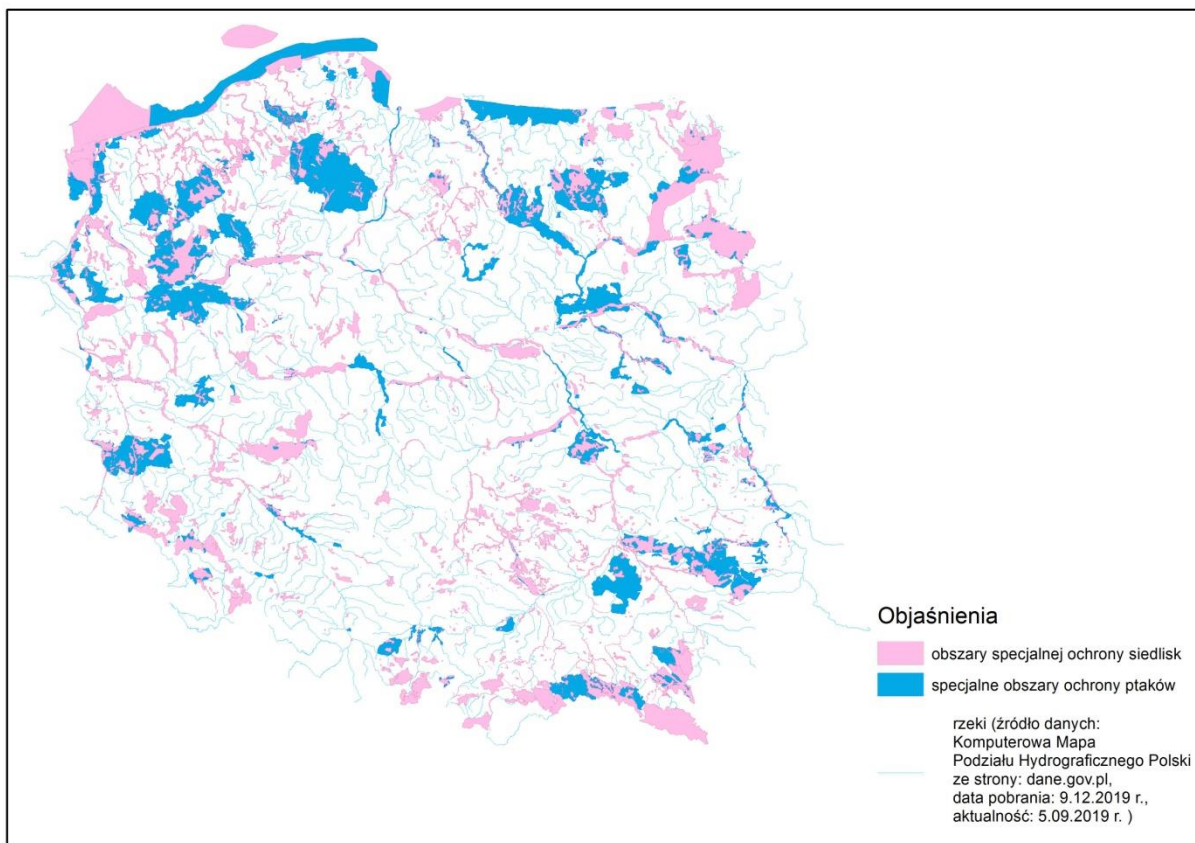 Objaśnienia
obszary specjalnej ochrony siedlisk
specjalne obszary ochrony ptaków
rzeki (źródło danych:
Komputerowa Mapa
Podziału Hydrograficznego Polski
ze strony: dane.gov.pl,
data pobrania: 9.12.2019 r.,
aktualność: 5.09.2019 r. )